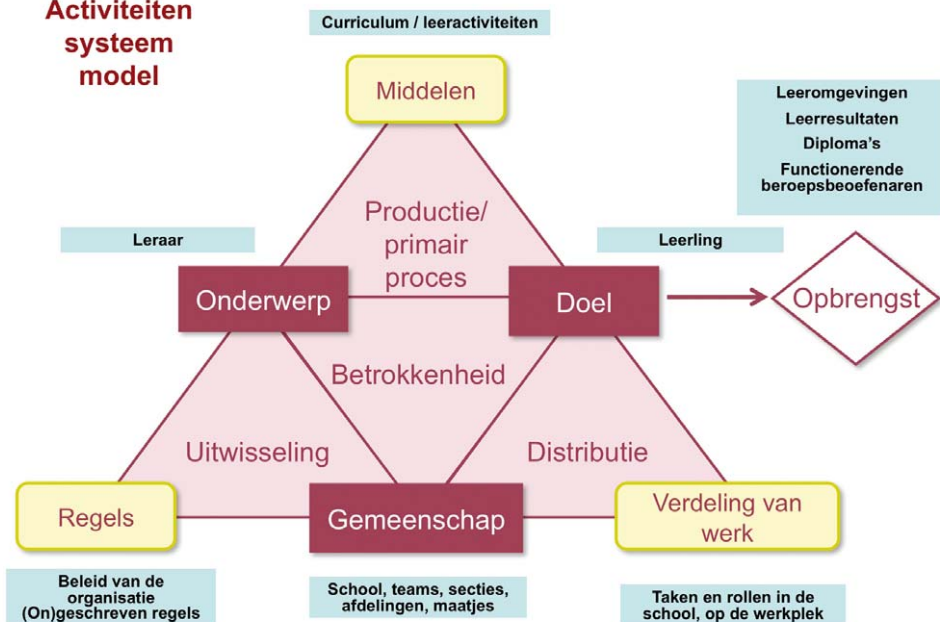 Activiteiten
systeem
model
Curriculum / leeractiviteiten
Middelen
Leeromgevingen
Leerresultaten
Diploma's
Functionerende
beroepsbeoefenaren
Productie/
primair
proces
Leraar
Leerling
Onderwerp
Doel
Opbrengst
Betrokkenheid
Uitwisseling
Distributie
Regels
Gemeenschap
Verdeling van
werk
Beleid van de
organisatie
(On)geschreven regels
School, teams, secties,
afdelingen, maatjes
Taken en rollen in de
school, op de werkplek